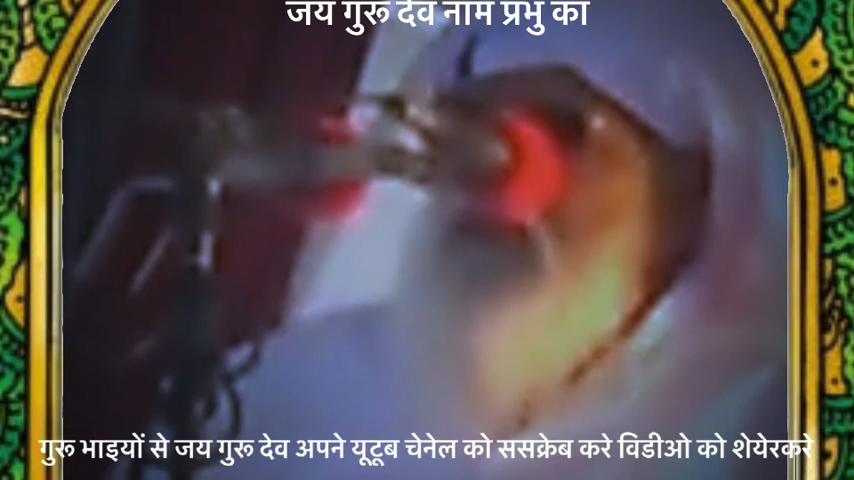 जय गुरू देव नाम प्रभु का
गुरू भाइयों से जय गुरू देव अपने यूटूब चेनेल को ससक्रेब करे विडीओ को शेयेरकरे